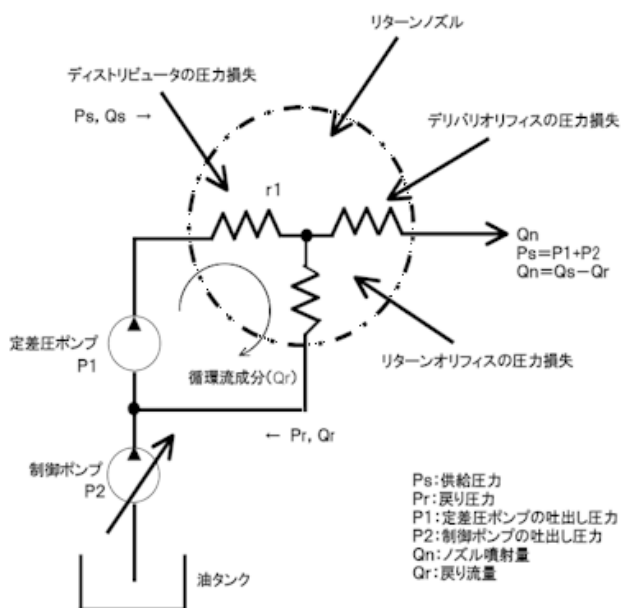 リターンノズル
ディストリビュータの圧力損失
Ps, Qs →
デリバリオリフィスの圧力損失
r1
Qn
Ps=P1+P2
Qn=Qs-Qr
定差圧ポンプ
P1
循環流成分(Qr)
リターンオリフィスの圧力損失
← Pr, Qr
制御ポンプ
P2
油タンク
Ps:供給圧力
Pr:戻り圧力
P1:定差圧ポンプの吐出し圧力
P2:制御ポンプの吐出し圧力
Qn:ノズル噴射量
Qr:戻り流量